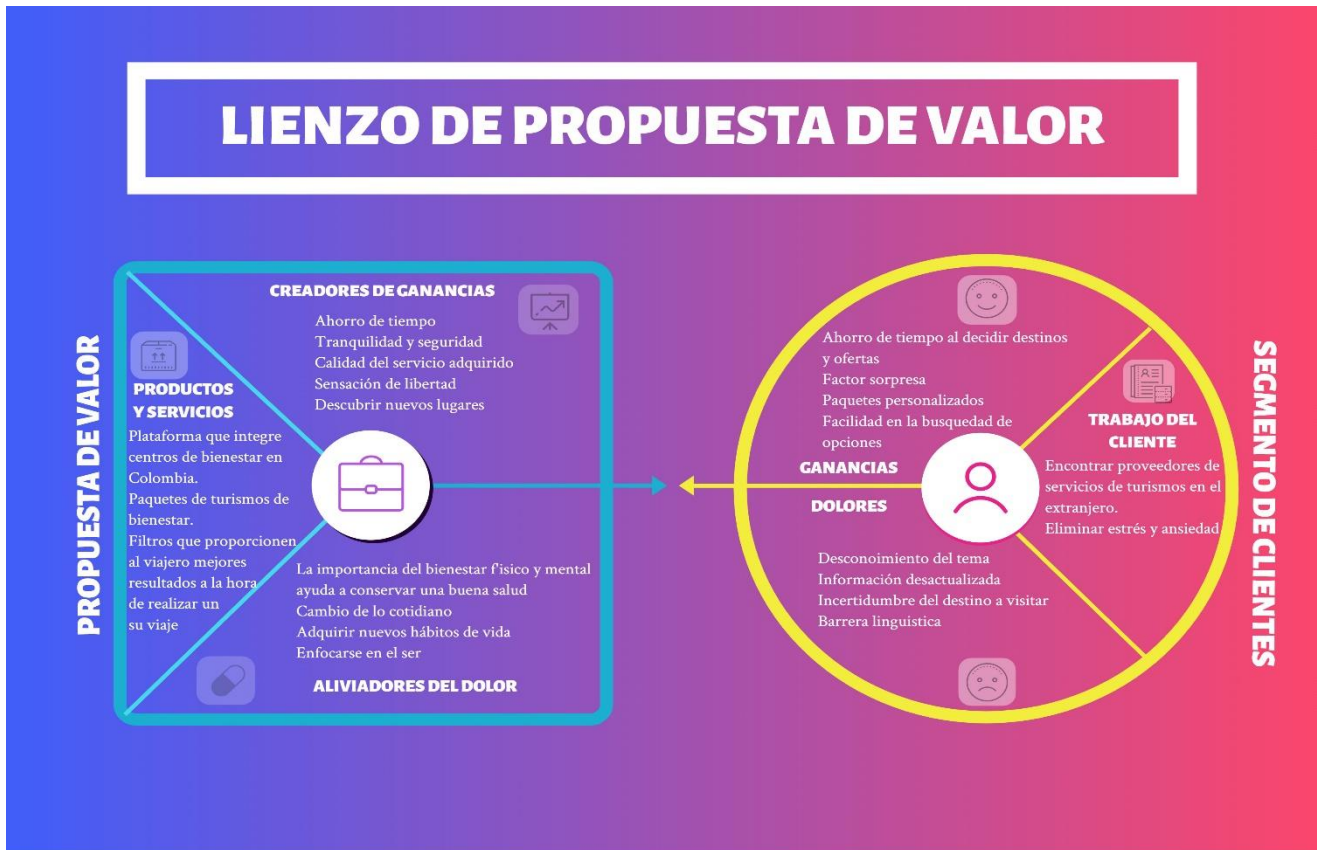 LIENZO DE PROPUESTA DE VALOR
PROPUESTA DE VALOR
CREADORES DE GANANCIAS
Ahorro de tiempo
Tranquilidad y seguridad
Calidad del servicio adquirido
Sensación de libertad
Descubrir nuevos lugares
PRODUCTOS
Y SERVICIOS
Plataforma que integre
centros de bienestar en
Colombia.
Paquetes de turismos de
bienestar.
Filtros que proporcionen
al viajero mejores
resultados a la hora
de realizar un
su viaje
La importancia del bienestar f'isico y mental
ayuda a conservar una buena salud
Cambio de lo cotidiano
Adquirir nuevos hábitos de vida
Enfocarse en el ser
ALIVIADORES DEL DOLOR
Ahorro de tiempo al decidir destinos
y ofertas
Factor sorpresa
Paquetes personalizados
Facilidad en la busquedad de
opciones
GANANCIAS
DOLORES
Desconoimiento del tema
Información desactualizada
Incertidumbre del destino a visitar
Barrera linguistica
TRABAJO DEL
CLIENTE
Encontrar proveedores de
servicios de turismos en el
extranjero.
Eliminar estrés y ansiedad
SEGMENTO DE CLIENTES